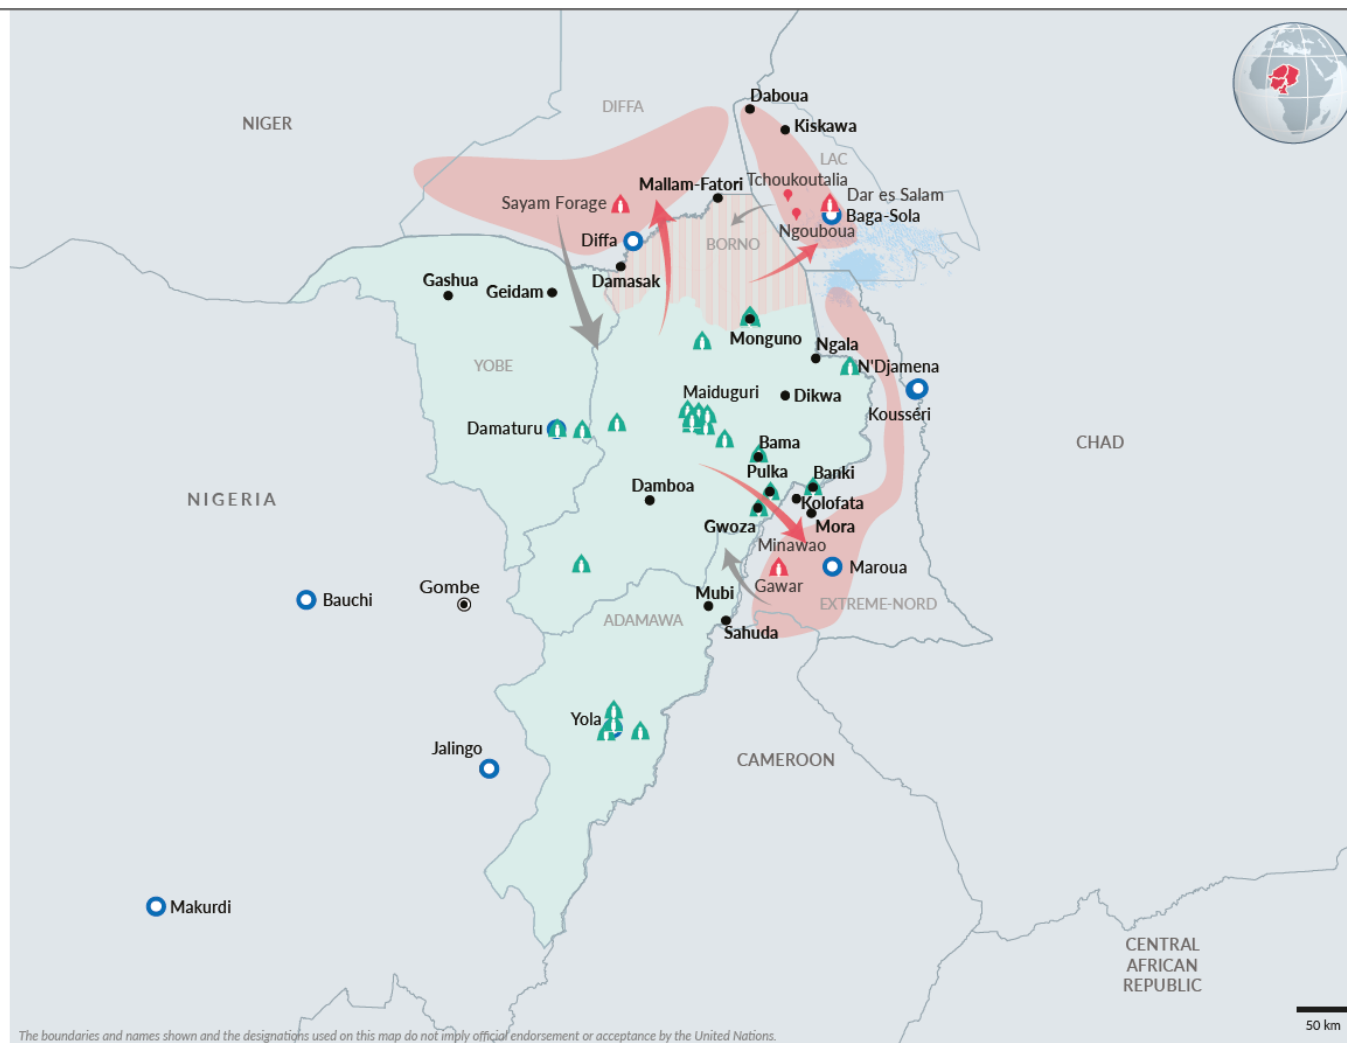 Daboua
DIFFA
NIGER
Kiskawa
LAC
Tchoukoutalia
Mallam-Fatori
Dar es Salam
Sayam Forage
Baga-Sola
Ngouboua
Diffa
BORNO
Damasak
Gashua
Geidam
Monguno
Ngala
YOBE
N'Djamena
Maiduguri
Dikwa
Kousséri
Damaturu
CHAD
Bama
Pulka
Banki
Damboa
NIGERIA
Kolofata
Gwoza
Mora
Minawao
Maroua
Gawar
Gombe
Mubi
Bauchi
EXTREME-NORD
ADAMAWA
Sahuda
Yola
Jalingo
CAMEROON
Makurdi
CENTRAL
AFRICAN
REPUBLIC
50 km
The boundaries and names shown and the designations used on this map do not imply official endorsement or acceptance by the United Nations.